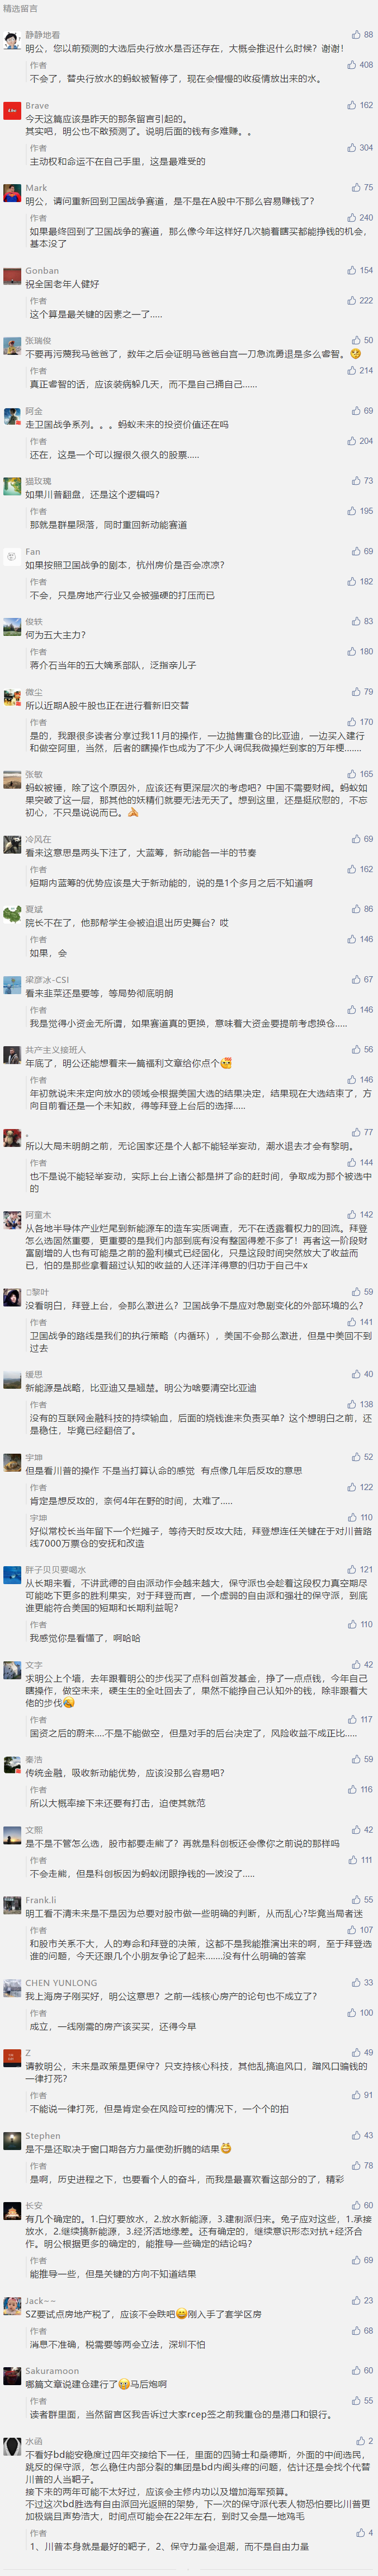 精选留言
静静地看
88
明公，您以前预测的大选后央行放水是否还存在，大概会推迟什么时候？谢谢！
作者
408
不会了，替央行放水的蚂蚁被暂停了，现在会慢慢的收疫情放出来的水。
Brave
162
今天这篇应该是昨天的那条留言引起的。
其实吧，明公也不敢预测了。说明后面的钱有多难赚。。
作者
304
主动权和命运不在自己手里，这是最难受的
Mark
75
明公，请问重新回到卫国战争赛道，是不是在A股中不那么容易赚钱了？
作者
240
如果最终回到了卫国战争的赛道，那么像今年这样好几次躺着瞎买都能挣钱的机会，
基本没了
Gonban
154
祝全国老年人健好
作者
222
这个算是最关键的因素之一了.....
张瑞俊
50
不要再污蔑我马爸爸了，数年之后会证明马爸爸自宫一刀急流勇退是多么睿智。
作者
214
真正睿智的话，应该装病躲几天，而不是自己捅自己......
阿金
69
走卫国战争系列。。。蚂蚁未来的投资价值还在吗
作者
204
还在，这是一个可以握很久很久的股票.....
猫玫瑰
73
如果川普翻盘，还是这个逻辑吗？
作者
195
那就是群星陨落，同时重回新动能赛道
Fan
69
如果按照卫国战争的剧本，杭州房价是否会凉凉？
作者
182
不会，只是房地产行业又会被强硬的打压而已
俊轶
83
何为五大主力？
作者
180
蒋介石当年的五大嫡系部队，泛指亲儿子
微尘
79
所以近期A股牛股也正在进行着新旧交替
作者
170
是的，我跟很多读者分享过我11月的操作，一边抛售重仓的比亚迪，一边买入建行
和做空阿里，当然，后者的瞎操作也成为了不少人调侃我微操烂到家的万年梗.......
张敏
165
蚂蚁被锤，除了这个原因外，应该还有更深层次的考虑吧？中国不需要财阀。蚂蚁如
果突破了这一层，那其他的妖精们就要无法无天了。想到这里，还是挺欣慰的，不忘
初心，不只是说说而已。
冷风在
69
看来这意思是两头下注了，大蓝筹，新动能各一半的节奏
作者
162
短期内蓝筹的优势应该是大于新动能的，说的是1个多月之后不知道啊
夏斌
86
院长不在了，他那帮学生会被迫退出历史舞台？哎
作者
146
如果，会
梁彦冰-CSI
67
看来韭菜还是要等，等局势彻底明朗
作者
146
我是觉得小资金无所谓，如果赛道真的更换，意味着大资金要提前考虑换仓.....
共产主义接班人
56
年底了，明公还能想着来一篇福利文章给你点个
作者
146
年初就说未来定向放水的领域会根据美国大选的结果决定，结果现在大选结束了，方
向目前看还是一个未知数，得等拜登上台后的选择.....
。
77
所以大局未明朗之前，无论国家还是个人都不能轻举妄动，潮水退去才会有黎明。
作者
144
也不是说不能轻举妄动，实际上台上诸公都是拼了命的赶时间，争取成为那个被选中
的
阿童木
142
从各地半导体产业烂尾到新能源车的造车实质调查，无不在透露着权力的回流。拜登
怎么选固然重要，更重要的是我们内部到底有没有整固得差不多了！再者这一阶段财
富剧增的人也有可能是之前的盈利模式已经固化，只是这段时间突然放大了收益而
已，怕的是那些拿着超过认知的收益的人还洋洋得意的归功于自己牛x
黎叶
59
没看明白，拜登上台，会那么激进么？卫国战争不是应对急剧变化的外部环境的么？
作者
141
卫国战争的路线是我们的执行策略（内循环），美国不会那么激进，但是中美回不到
过去
缓思
40
新能源是战略，比亚迪又是翘楚。明公为啥要清空比亚迪
作者
138
没有的互联网金融科技的持续输血，后面的烧钱谁来负责买单？这个想明白之前，还
是稳住，毕竟已经翻倍了。
宇坤
52
但是看川普的操作 不是当打算认命的感觉 有点像几年后反攻的意思
作者
122
肯定是想反攻的，奈何4年在野的时间，太难了.....
宇坤
110
好似常校长当年留下一个烂摊子，等待天时反攻大陆，拜登想连任关键在于对川普路
线7000万票仓的安抚和改造
胖子贝贝要喝水
121
从长期来看，不讲武德的自由派动作会越来越大，保守派也会趁着这段权力真空期尽
可能吃下更多的胜利果实，对于拜登而言，一个虚弱的自由派和强壮的保守派，到底
谁更能符合美国的短期和长期利益呢？
作者
110
我感觉你是看懂了，啊哈哈
文字
42
求明公上个墙，去年跟着明公的步伐买了点科创首发基金，挣了一点点钱，今年自己
瞎操作，做空未来，硬生生的全吐回去了，果然不能挣自己认知外的钱，除非跟着大
佬的步伐
作者
117
国资之后的蔚来....不是不能做空，但是对手的后台决定了，风险收益不成正比.....
秦浩
59
传统金融，吸收新动能优势，应该没那么容易吧？
作者
116
所以大概率接下来还要有打击，迫使其就范
文熙
42
是不是不管怎么选，股市都要走熊了？再就是科创板还会像你之前说的那样吗
作者
111
不会走熊，但是科创板因为蚂蚁闭眼挣钱的一波没了.....
Frank.li
55
明工看不清未来是不是因为总要对股市做一些明确的判断，从而乱心?毕竟当局者迷
作者
107
和股市关系不大，人的寿命和拜登的决策，这都不是我能推演出来的啊，至于拜登选
谁的问题，今天还跟几个小朋友争论了起来.......没有什么明确的答案
CHEN YUNLONG
33
我上海房子刚买好，明公这意思？之前一线核心房产的论句也不成立了？
作者
100
成立，一线刚需的房产该买买，还得今早
Z
49
请教明公，未来是政策是更保守？只支持核心科技，其他乱搞追风口，蹭风口骗钱的
一律打死？
作者
91
不能说一律打死，但是肯定会在风险可控的情况下，一个个的拍
Stephen
43
是不是还取决于窗口期各方力量使劲折腾的结果
作者
78
是啊，历史进程之下，也要看个人的奋斗，而我是最喜欢看这部分的了，精彩
长安
60
有几个确定的。1.白灯要放水，2.放水新能源，3.建制派归来。兔子应对这些，1.承接
放水，2.继续搞新能源，3.经济活地缘差。还有确定的，继续意识形态对抗+经济合
作。明公根据更多的确定的，能推导一些确定的结论吗？
作者
69
能推导一些，但是关键的方向不知道结果
Jack~~
23
SZ要试点房地产税了，应该不会跌吧刚入手了套学区房
作者
68
消息不准确，税需要等两会立法，深圳不怕
Sakuramoon
60
哪篇文章说建仓建行了马后炮啊
作者
55
读者群里面，当然留言区我告诉过大家rcep签之前我重仓的是港口和银行。
水函
2
不看好bd能安稳度过四年交接给下一任，里面的四骑士和桑德斯，外面的中间选民，
跳反的保守派，怎么稳住内部分裂的集团是bd内阁头疼的问题，估计还是会找个代替
川普的人当靶子。
接下来的两年可能不太好过，应该会主修内功以及增加海军预算。
不过这次bd胜选有自由派回光返照的架势，下一次的保守派代表人物恐怕要比川普更
加极端且声势浩大，时间点可能会在22年左右，到时又会是一地鸡毛
作者
4
1、川普本身就是最好的靶子，2、保守力量会退潮，而不是自由力量